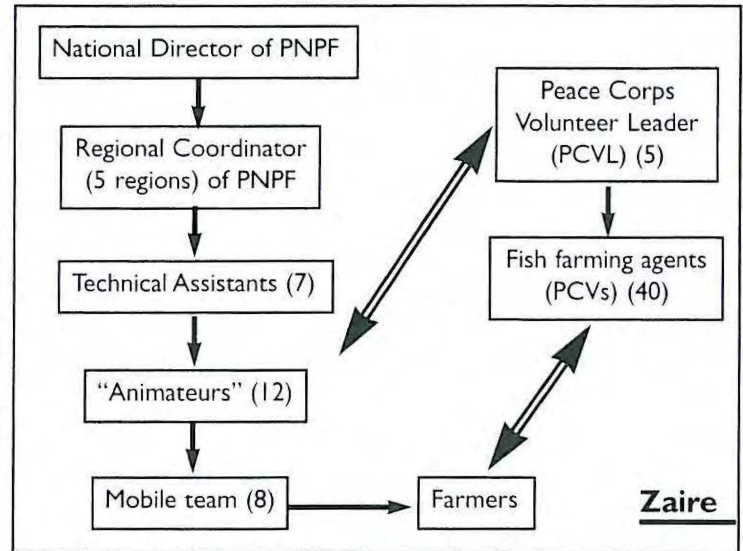 National Director of PNPF
Regional Coordinator
(5 regions) of PNPF
Technical Assistants (7)
“Animateurs” (12)
Mobile team (8)
Farmers
Peace Corps
Volunteer Leader
(PCVL) (5)
Fish farming agents
(PCVs) (40)
Zaire